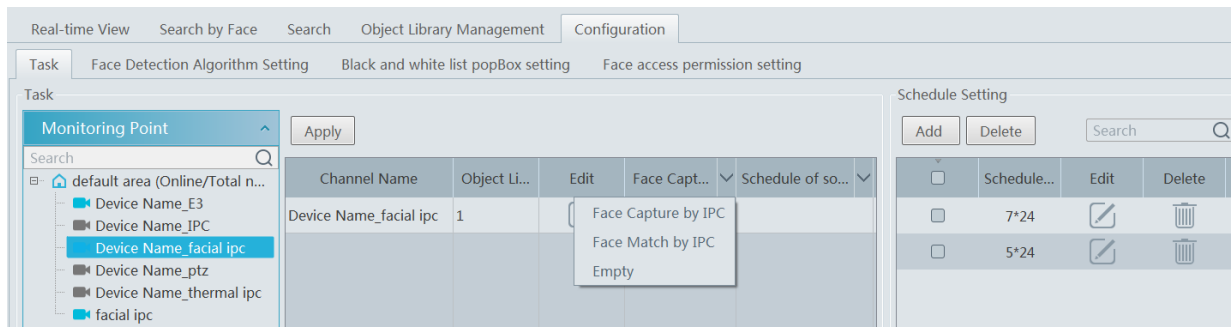 Real-time View Search by Face Search Object Library Management Configuration
Task Face Detection Algorithm Setting Black and white list popBox setting Face access permission setting
Task
Schedule Setting
Monitoring Point
Apply
Add Delete Search
Search
default area (Online/Total n...
Channel Name Object Li... Edit Face Capt... Schedule of so...
Schedule... Edit Delete
Device Name_E3
Device Name_IPC
Device Name_facial ipc
Device Name_ptz
Device Name_thermal ipc
facial ipc
Device Name_facial ipc 1
Face Capture by IPC
Face Match by IPC
Empty
7*24
5*24